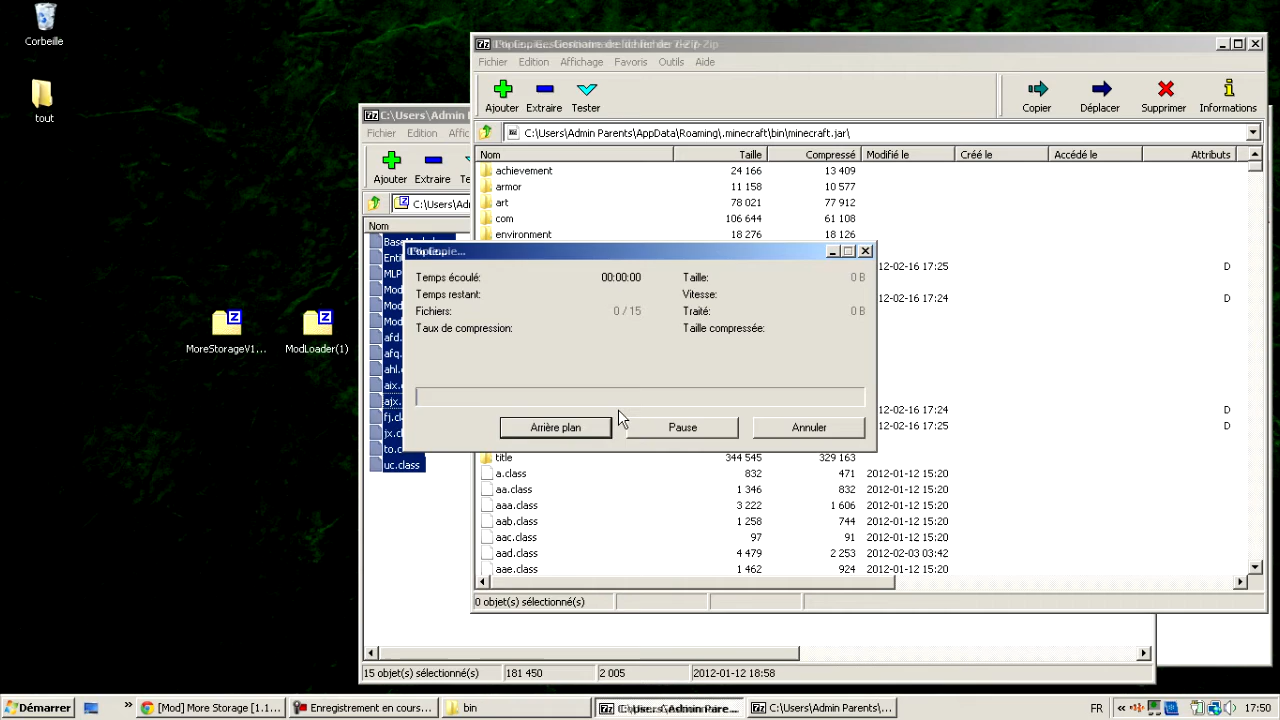 Corbeille
tout
MoreStorageV1...
ModLoader(1)
Fichier Edition Affichage Favoris Outils Aide
Ajouter Extraire Tester
Copier Déplacer Supprimer Informations
C:\Users\Admin Parents\AppData\Roaming\.minecraft\bin\minecraft.jar\
Nom Taille Compressé Modifié le Créé le Accédé le Attributs
achievement 24 166 13 409
armor 11 158 10 577
art 78 021 77 912
com 106 644 61 108
environment 18 276 18 126
2012-02-16 17:25 D
2012-02-16 17:24 D
2012-02-16 17:24 D
2012-02-16 17:25 D
title 344 545 329 163
a.class 832 471 2012-01-12 15:20
aa.class 1 346 832 2012-01-12 15:20
aaa.class 3 222 1 606 2012-01-12 15:20
aab.class 1 258 744 2012-01-12 15:20
aac.class 97 91 2012-01-12 15:20
aad.class 4 479 2 253 2012-02-03 03:42
aae.class 1 462 924 2012-01-12 15:20
0 objet(s) sélectionné(s)
C:\Users\Admin
Fichier Edition
Ajouter Extraire
C:\Users\Ad
Nom
afd.
afq.
ahl.
aix.
ajx.
to.c
uc.class
15 objet(s) sélectionné(s) 181 450 2 005 2012-01-12 18:58
Temps écoulé: 00:00:00 Taille: 0 B
Temps restant: Vitesse:
Fichiers: 0 / 15 Traité: 0 B
Taux de compression: Taille compressée:
Arrière plan Pause Annuler
Démarrer
[Mod] More Storage [1.1...
Enregistrement en cours...
bin
C:\Users\Admin Parents\...
FR
17:50